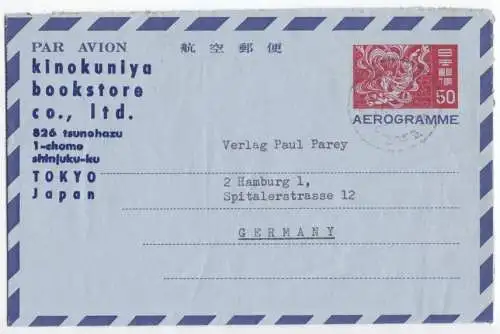 PAR AVION 航空郵便
kinokuniya
bookstore
co., ltd.
826 tsunohazu
1-chome
shinjuku-ku
TOKYO
Japan
日本郵便
50
AEROGRAMME
Verlag Paul Parey
2 Hamburg 1,
Spitalerstrasse 12
GERMANY